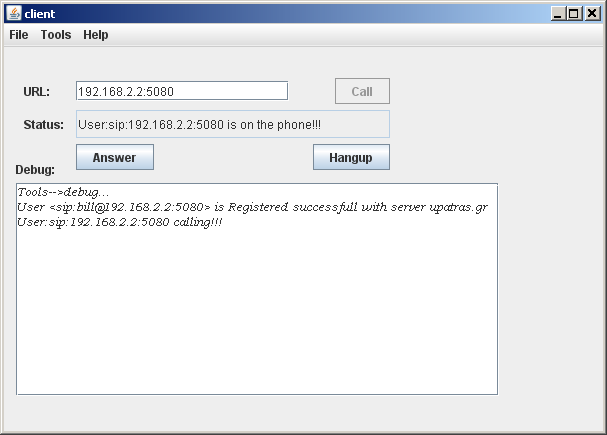 client
File Tools Help
URL: 192.168.2.2:5080 Call
Status: User:sip:192.168.2.2:5080 is on the phone!!!
Answer Hangup
Debug:
Tools-->debug...
User <sip:bill@192.168.2.2:5080> is Registered successfull with server upatras.gr
User:sip:192.168.2.2:5080 calling!!!